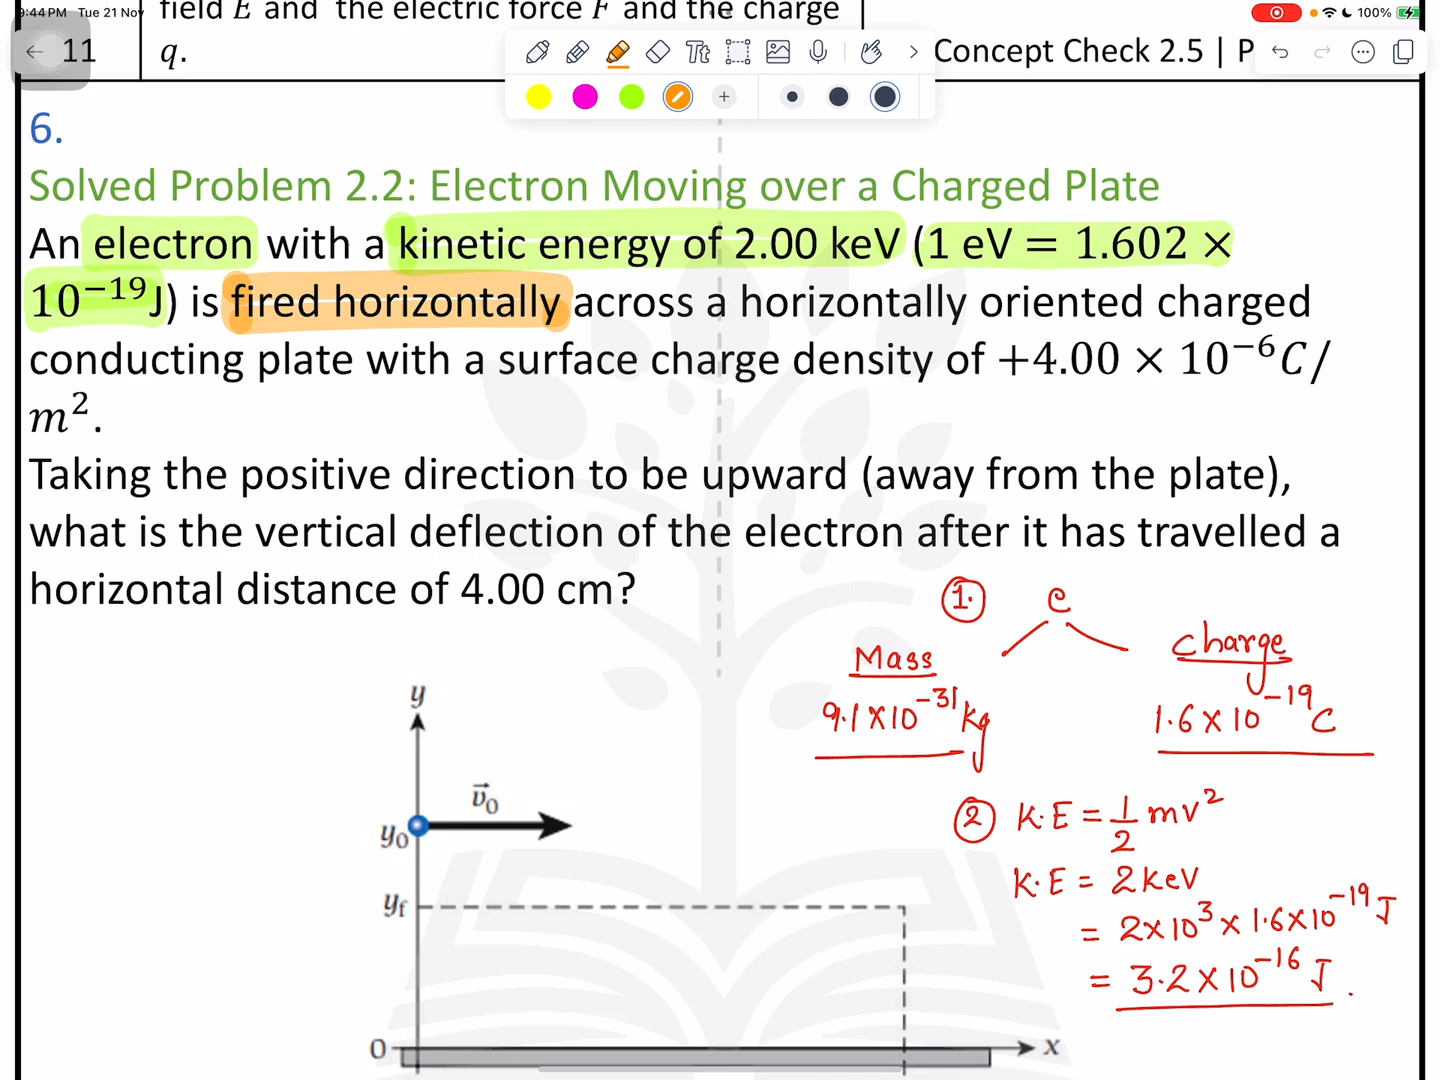 9:44 PM Tue 21 Nov
100%
field E and the electric force F and the charge
11
q.
Tt
Concept Check 2.5 | P
6.
Solved Problem 2.2: Electron Moving over a Charged Plate
An electron with a kinetic energy of 2.00 keV (1 eV = 1.602 ×
10⁻¹⁹J) is fired horizontally across a horizontally oriented charged
conducting plate with a surface charge density of +4.00 × 10⁻⁶C/
m².
Taking the positive direction to be upward (away from the plate),
what is the vertical deflection of the electron after it has travelled a
horizontal distance of 4.00 cm?
1. e
Mass
9.1×10⁻³¹kg
charge
1.6×10⁻¹⁹C
2 K.E = 1/2 mv²
K.E = 2KeV
= 2×10³×1.6×10⁻¹⁹J
= 3.2×10⁻¹⁶ J.
y
v⃗₀
y₀
yf
0
x